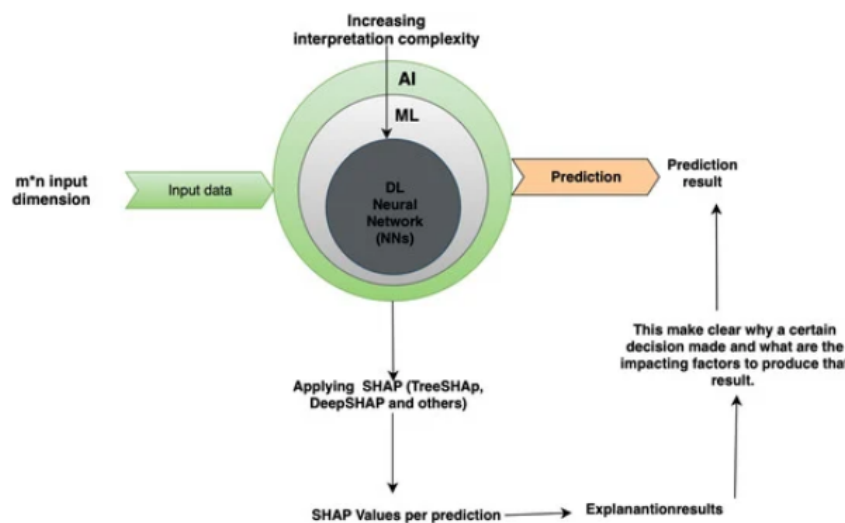 Increasing
interpretation complexity
AI
ML
DL
Neural
Network
(NNs)
m*n input
dimension
Input data
Prediction
Prediction
result
This make clear why a certain
decision made and what are the
impacting factors to produce that
result.
Applying SHAP (TreeSHAp,
DeepSHAP and others)
SHAP Values per prediction
Explanantionresults